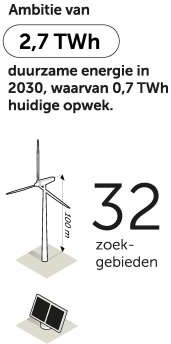 Ambitie van
2,7 TWh
duurzame energie in
2030, waarvan 0,7 TWh
huidige opwek.
100 m
32
zoek-
gebieden